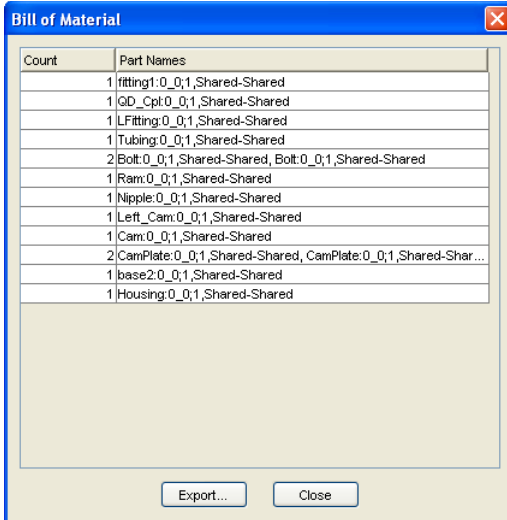 Bill of Material
Count Part Names
1 fitting1:0_0;1,Shared-Shared
1 QD_Cpl:0_0;1,Shared-Shared
1 LFitting:0_0;1,Shared-Shared
1 Tubing:0_0;1,Shared-Shared
2 Bolt:0_0;1,Shared-Shared, Bolt:0_0;1,Shared-Shared
1 Ram:0_0;1,Shared-Shared
1 Nipple:0_0;1,Shared-Shared
1 Left_Cam:0_0;1,Shared-Shared
1 Cam:0_0;1,Shared-Shared
2 CamPlate:0_0;1,Shared-Shared, CamPlate:0_0;1,Shared-Shar...
1 base2:0_0;1,Shared-Shared
1 Housing:0_0;1,Shared-Shared
Export... Close